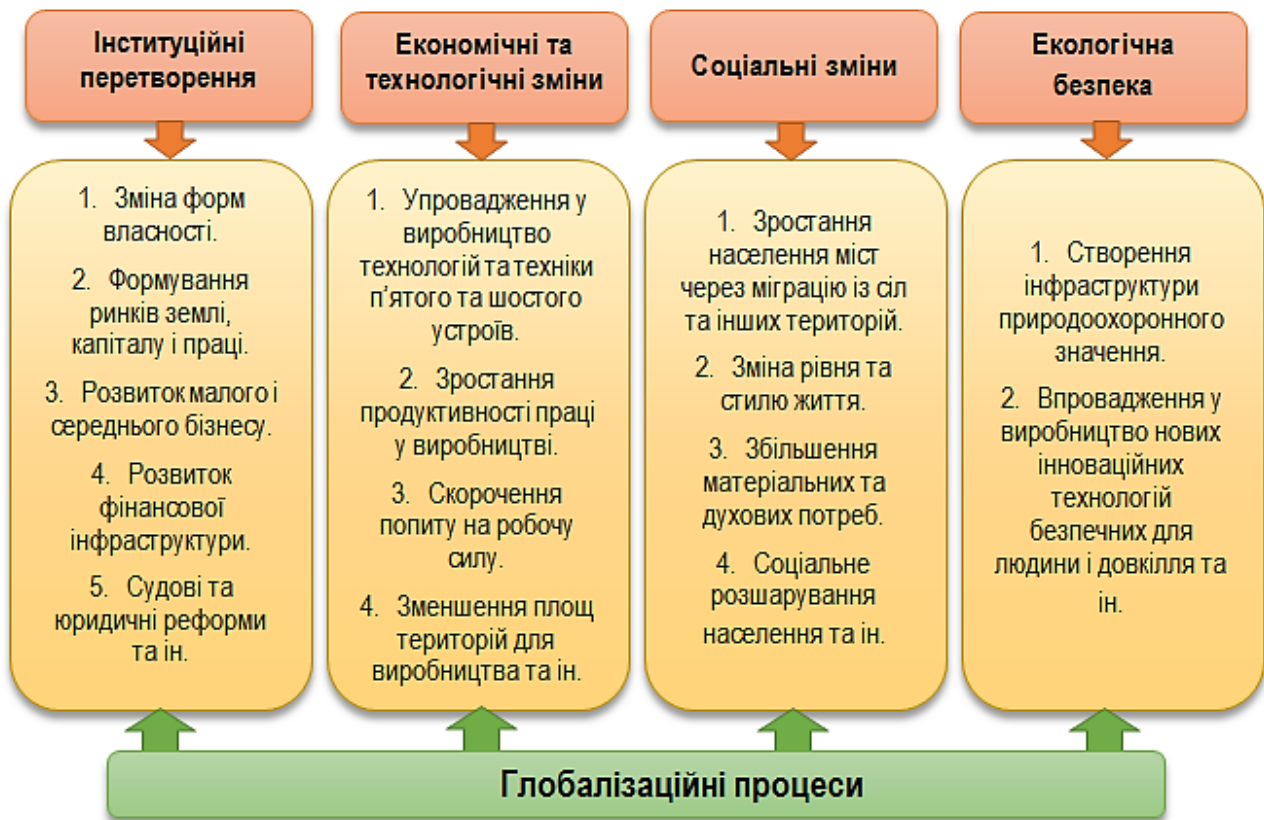 Інституційні
перетворення
Економічні та
технологічні зміни
Соціальні зміни
Екологічна
безпека
1. Зміна форм
власності.
2. Формування
ринків землі,
капіталу і праці.
3. Розвиток малого і
середнього бізнесу.
4. Розвиток
фінансової
інфраструктури.
5. Судові та
юридичні реформи
та ін.
1. Упровадження у
виробництво
технологій та техніки
п’ятого та шостого
устроїв.
2. Зростання
продуктивності праці
у виробництві.
3. Скорочення
попиту на робочу
силу.
4. Зменшення площ
територій для
виробництва та ін.
1. Зростання
населення міст
через міграцію із сіл
та інших територій.
2. Зміна рівня та
стилю життя.
3. Збільшення
матеріальних та
духових потреб.
4. Соціальне
розшарування
населення та ін.
1. Створення
інфраструктури
природоохоронного
значення.
2. Впровадження у
виробництво нових
інноваційних
технологій
безпечних для
людини і довкілля та
ін.
Глобалізаційні процеси